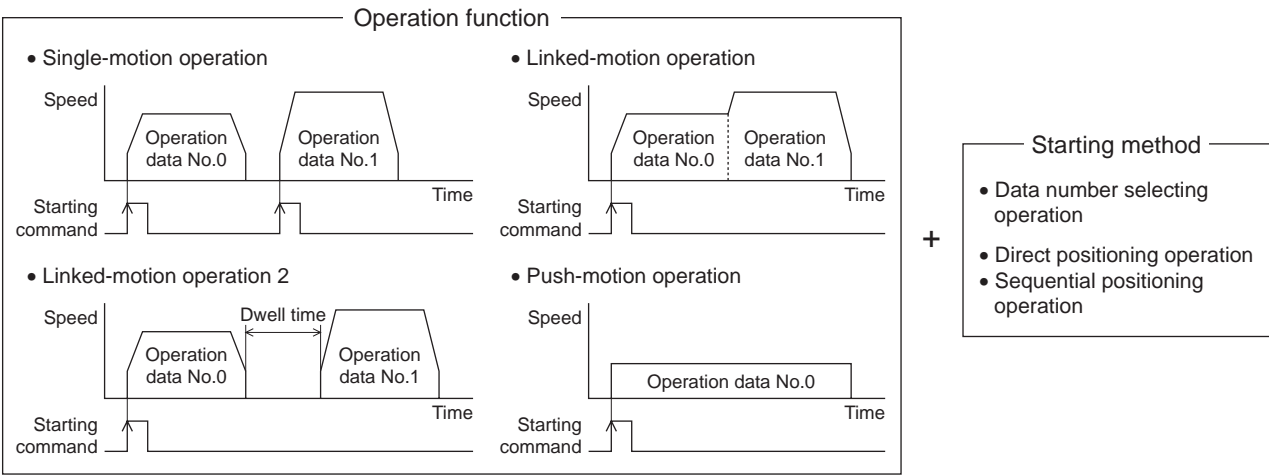 Operation function
• Single-motion operation
Speed
Operation
data No.0
Operation
data No.1
Time
Starting
command
• Linked-motion operation
Speed
Operation
data No.0
Operation
data No.1
Time
Starting
command
• Linked-motion operation 2
Speed
Dwell time
Operation
data No.0
Operation
data No.1
Time
Starting
command
• Push-motion operation
Speed
Operation data No.0
Time
Starting
command
+
Starting method
• Data number selecting
operation
• Direct positioning operation
• Sequential positioning
operation